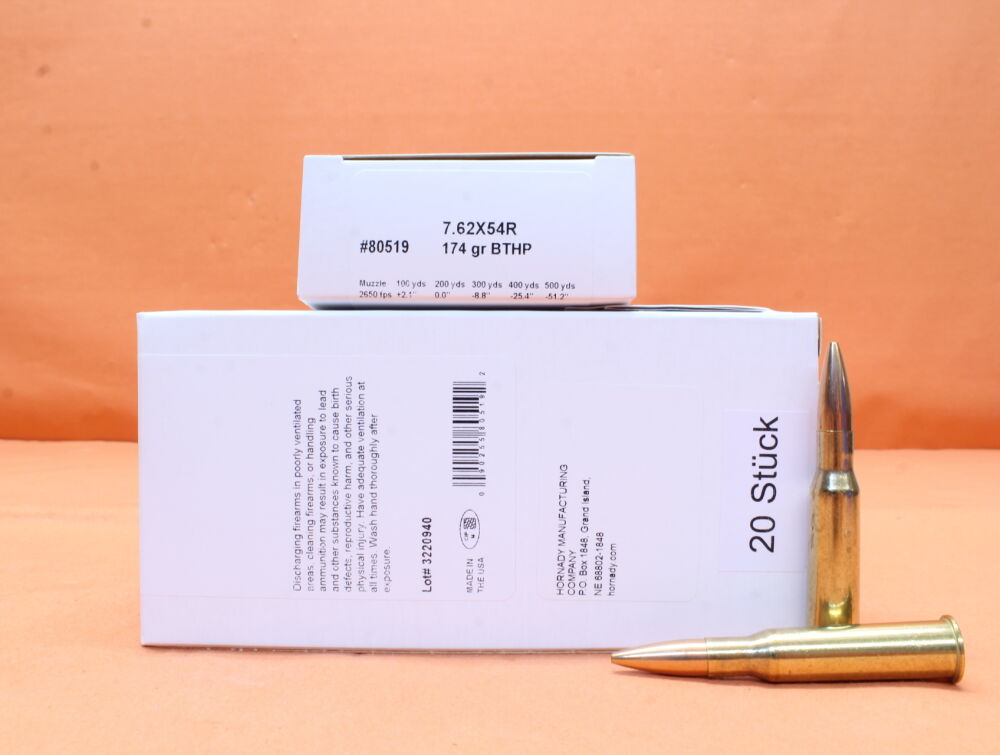 7.62X54R
#80519 174 gr BTHP
Muzzle 100 yds 200 yds 300 yds 400 yds 500 yds
2650 fps +2.1" 0.0" -8.8" -25.4" -51.2"
Discharging firearms in poorly ventilated
areas, cleaning firearms, or handling
ammunition may result in exposure to lead
and other substances known to cause birth
defects, reproductive harm, and other serious
physical injury. Have adequate ventilation at
all times. Wash hand thoroughly after
exposure.
Lot# 3220940
MADE IN
THE USA
0 90255 80519 2
HORNADY MANUFACTURING
COMPANY
P.O. Box 1848, Grand Island,
NE 68802-1848
hornady.com
20 Stück